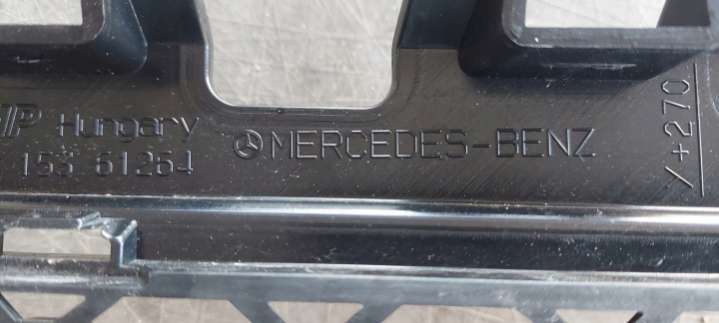 Hungary
153 61264
MERCEDES-BENZ
Y+270